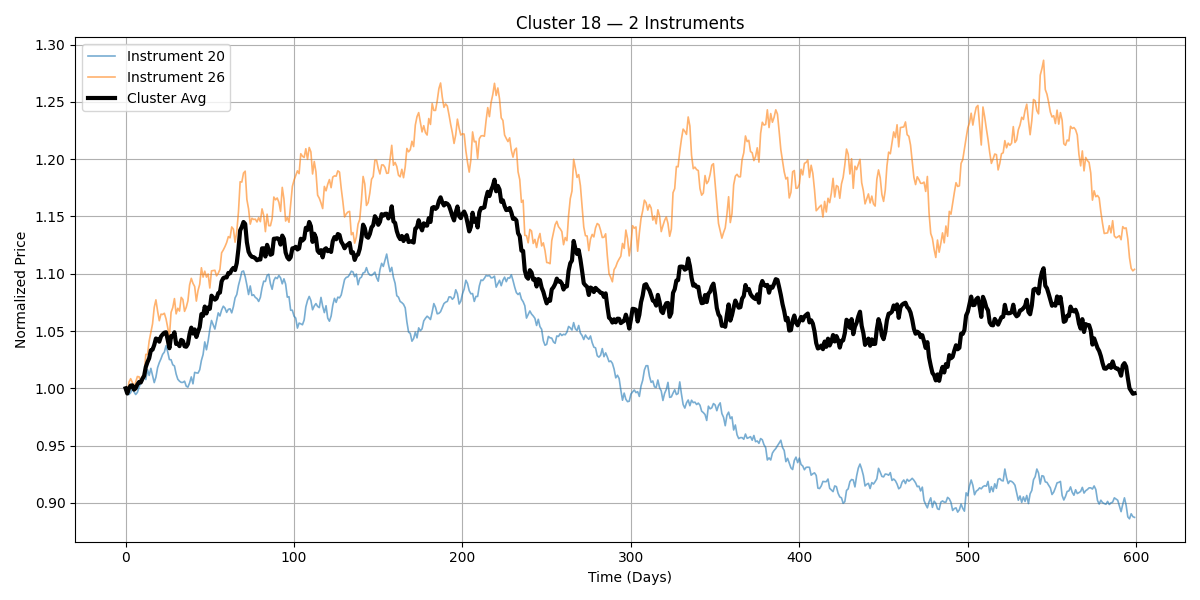 Cluster 18 — 2 Instruments
Instrument 20
Instrument 26
Cluster Avg
Normalized Price
1.30
1.25
1.20
1.15
1.10
1.05
1.00
0.95
0.90
0
100
200
300
400
500
600
Time (Days)